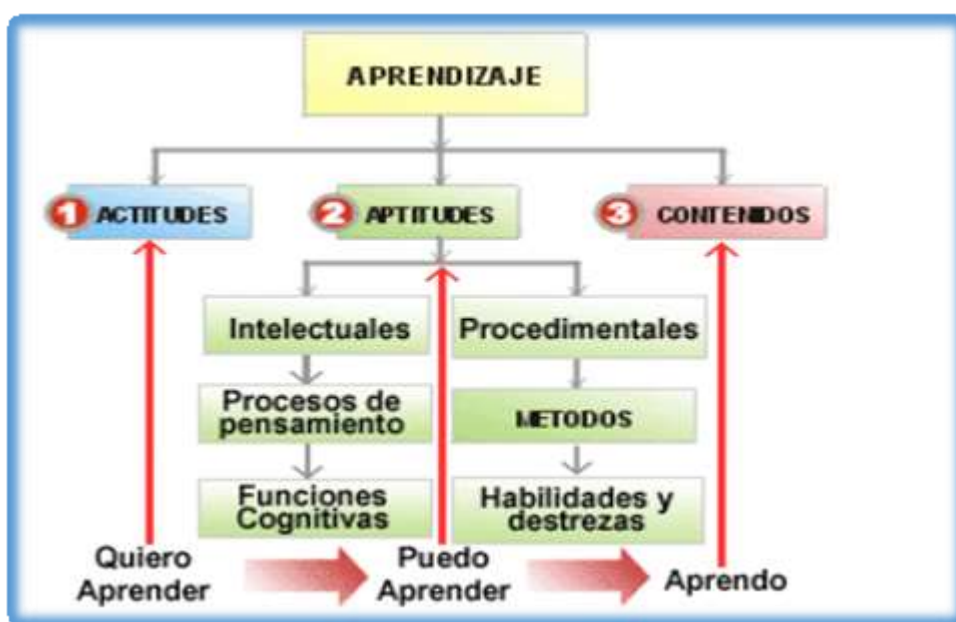 APRENDIZAJE
1 ACTITUDES
2 APTITUDES
3 CONTENIDOS
Intelectuales
Procedimentales
Procesos de
pensamiento
METODOS
Funciones
Cognitivas
Habilidades y
destrezas
Quiero
Aprender
Puedo
Aprender
Aprendo